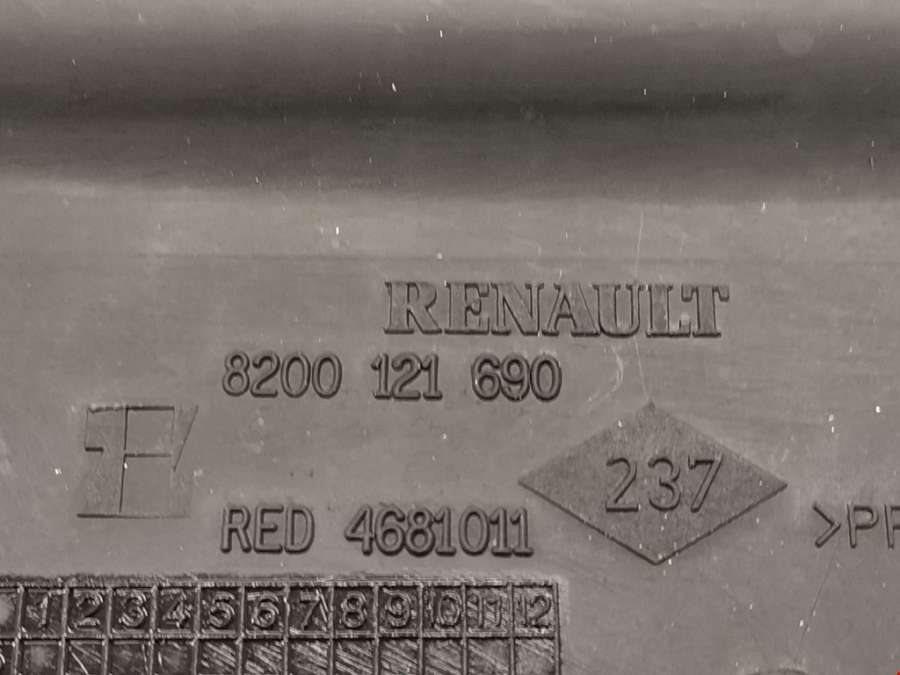 RENAULT
8200 121 690
237
RED 4681011
>PP
1 2 3 4 5 6 7 8 9 10 11 12